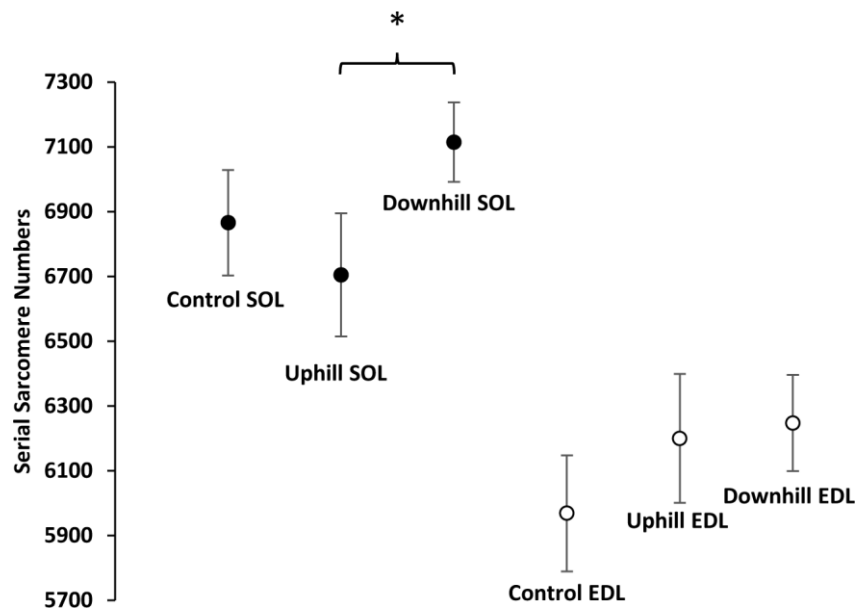 *
7300
7100
6900
6700
6500
6300
6100
5900
5700
Serial Sarcomere Numbers
Control SOL
Uphill SOL
Downhill SOL
Control EDL
Uphill EDL
Downhill EDL